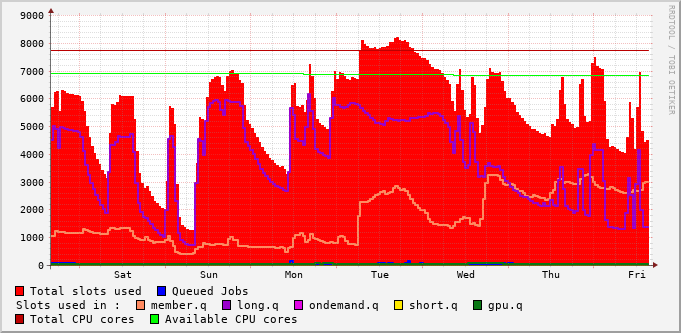 9000
8000
7000
6000
5000
4000
3000
2000
1000
0
Sat Sun Mon Tue Wed Thu Fri
RRDTOOL / TOBI OETIKER
Total slots used Queued Jobs
Slots used in : member.q long.q ondemand.q short.q gpu.q
Total CPU cores Available CPU cores